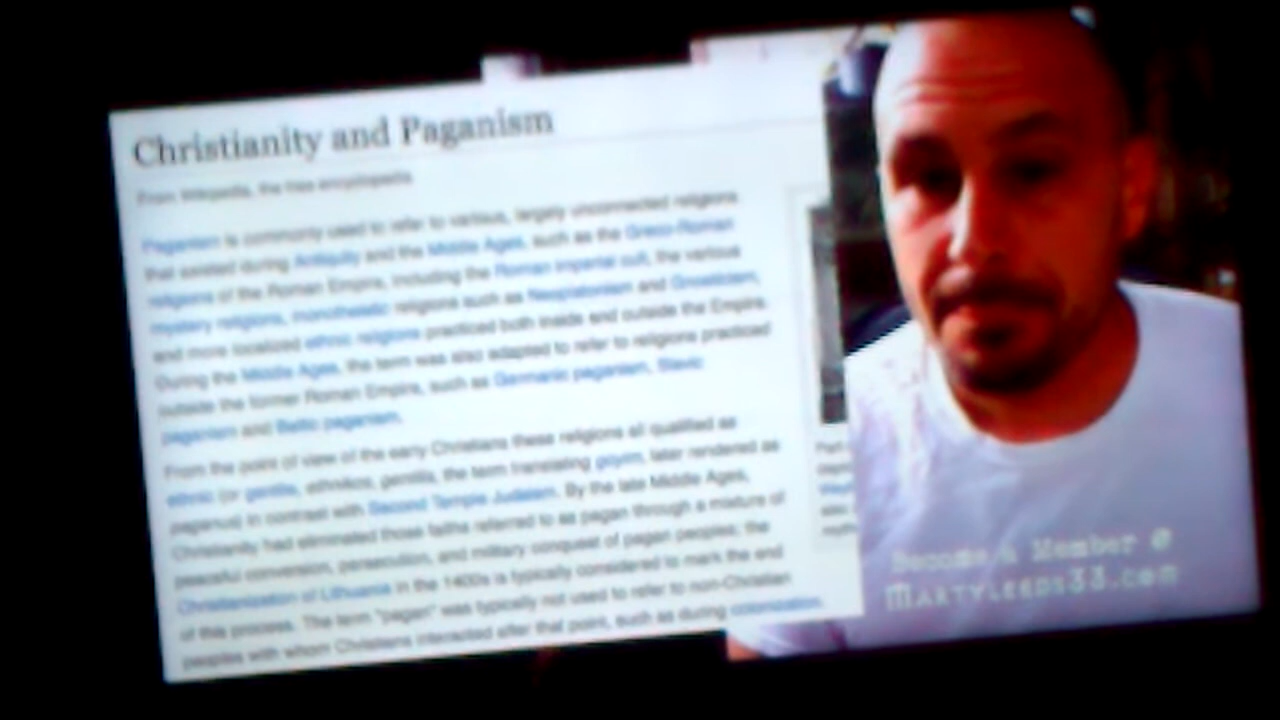 Christianity and Paganism
From Wikipedia, the free encyclopedia
Paganism is commonly used to refer to various, largely unconnected religions
that existed during Antiquity and the Middle Ages, such as the Greco-Roman
religions of the Roman Empire, including the Roman imperial cult, the various
mystery religions, monotheistic religions such as Neoplatonism and Gnosticism,
and more localized ethnic religions practiced both inside and outside the Empire.
During the Middle Ages, the term was also adapted to refer to religions practiced
outside the former Roman Empire, such as Germanic paganism, Slavic
paganism and Baltic paganism.
From the point of view of the early Christians these religions all qualified as
ethnic (or gentile, ethnikos, gentilis, the term translating goyim, later rendered as
paganus) in contrast with Second Temple Judaism. By the late Middle Ages,
Christianity had eliminated those faiths referred to as pagan through a mixture of
peaceful conversion, persecution, and military conquest of pagan peoples; the
Christianization of Lithuania in the 1400s is typically considered to mark the end
of this process. The term "pagan" was typically not used to refer to non-Christian
peoples with whom Christians interacted after that point, such as during colonization.
Become a Member @
Martyleeds33.com